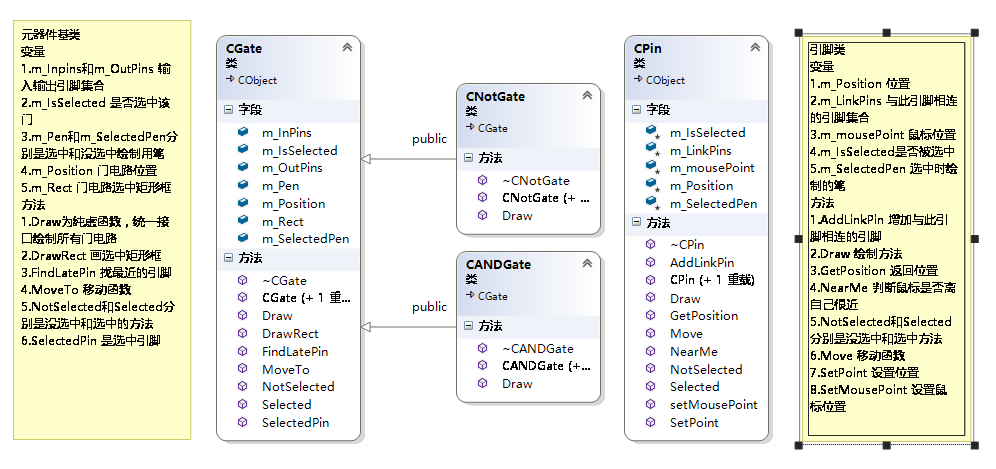 元器件基类
变量
1.m_Inpins和m_OutPins 输
入输出引脚集合
2.m_IsSelected 是否选中该
门
3.m_Pen和m_SelectedPen分
别是选中和没选中绘制用笔
4.m_Position 门电路位置
5.m_Rect 门电路选中矩形框
方法
1.Draw为纯虚函数，统一接
口绘制所有门电路
2.DrawRect 画选中矩形框
3.FindLatePin 找最近的引脚
4.MoveTo 移动函数
5.NotSelected和Selected分
别是没选中和选中的方法
6.SelectedPin 是选中引脚
CGate
类
CObject
字段
m_InPins
m_IsSelected
m_OutPins
m_Pen
m_Position
m_Rect
m_SelectedPen
方法
~CGate
CGate (+ 1 重...
Draw
DrawRect
FindLatePin
MoveTo
NotSelected
Selected
SelectedPin
public
public
CNotGate
类
CGate
方法
~CNotGate
CNotGate (+ ...
Draw
CANDGate
类
CGate
方法
~CANDGate
CANDGate (+...
Draw
CPin
类
CObject
字段
m_IsSelected
m_LinkPins
m_mousePoint
m_Position
m_SelectedPen
方法
~CPin
AddLinkPin
CPin (+ 1 重载)
Draw
GetPosition
Move
NearMe
NotSelected
Selected
setMousePoint
SetPoint
引脚类
变量
1.m_Position 位置
2.m_LinkPins 与此引脚相连
的引脚集合
3.m_mousePoint 鼠标位置
4.m_IsSelected是否被选中
5.m_SelectedPen 选中时绘
制的笔
方法
1.AddLinkPin 增加与此引
脚相连的引脚
2.Draw 绘制方法
3.GetPosition 返回位置
4.NearMe 判断鼠标是否离
自己很近
5.NotSelected和Selected
分别是没选中和选中方法
6.Move 移动函数
7.SetPoint 设置位置
8.SetMousePoint 设置鼠
标位置